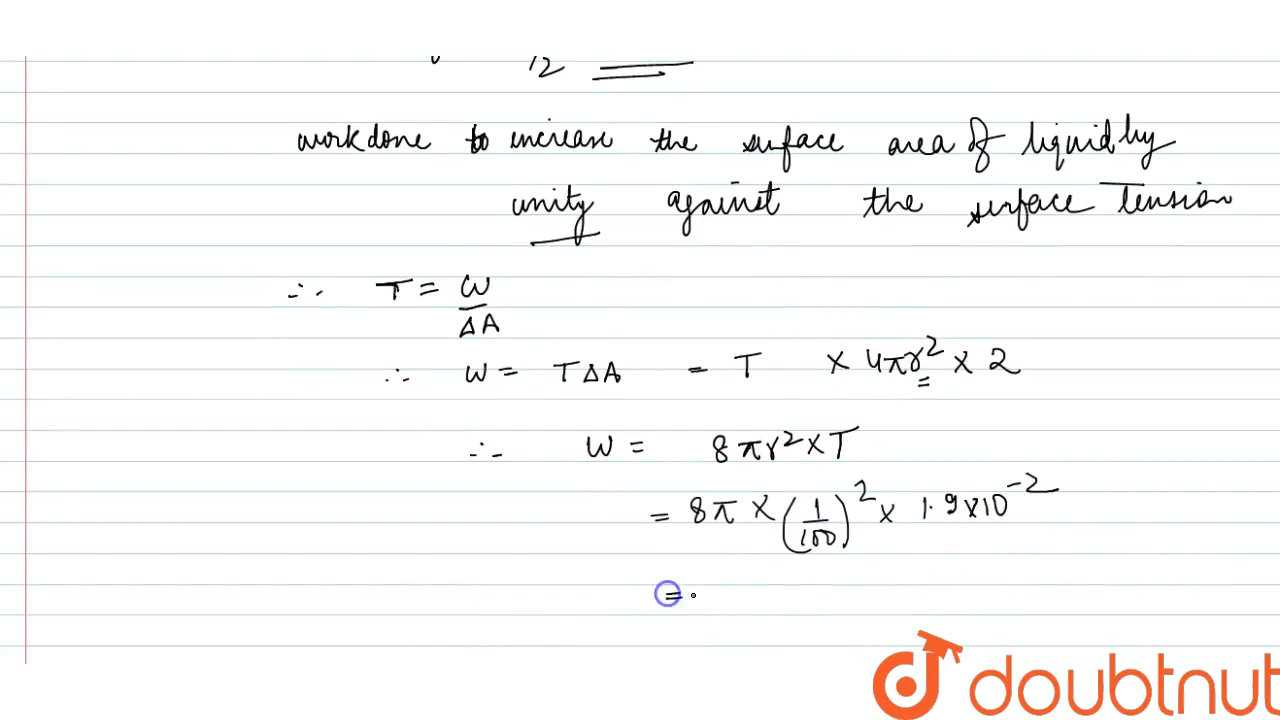 12
workdone to increase the surface area of liquid by
unity against the surface Tension
∴ T = W/ΔA
∴ W = TΔA = T × 4πr² × 2
∴ W = 8πr² × T
= 8π × (1/100)² × 1.9×10⁻²
= .
doubtnut